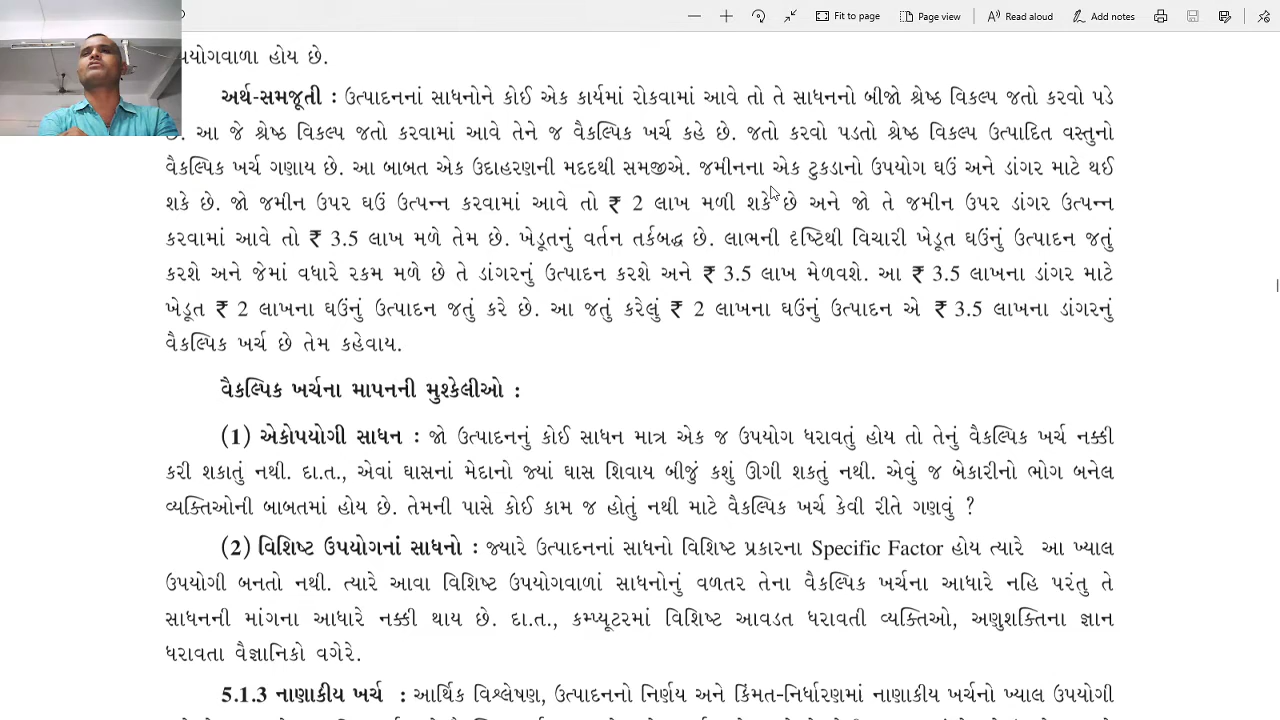 Fit to page
Page view
Read aloud
Add notes
પયોગવાળા હોય છે.
અર્થ-સમજૂતી : ઉત્પાદનનાં સાધનોને કોઈ એક કાર્યમાં રોકવામાં આવે તો તે સાધનનો બીજો શ્રેષ્ઠ વિકલ્પ જતો કરવો પડે
છે. આ જે શ્રેષ્ઠ વિકલ્પ જતો કરવામાં આવે તેને જ વૈકલ્પિક ખર્ચ કહે છે. જતો કરવો પડતો શ્રેષ્ઠ વિકલ્પ ઉત્પાદિત વસ્તુનો
વૈકલ્પિક ખર્ચ ગણાય છે. આ બાબત એક ઉદાહરણની મદદથી સમજીએ. જમીનના એક ટુકડાનો ઉપયોગ ઘઉં અને ડાંગર માટે થઈ
શકે છે. જો જમીન ઉપર ઘઉં ઉત્પન્ન કરવામાં આવે તો ₹ 2 લાખ મળી શકે છે અને જો તે જમીન ઉપર ડાંગર ઉત્પન્ન
કરવામાં આવે તો ₹ 3.5 લાખ મળે તેમ છે. ખેડૂતનું વર્તન તર્કબદ્ધ છે. લાભની દૃષ્ટિથી વિચારી ખેડૂત ઘઉંનું ઉત્પાદન જતું
કરશે અને જેમાં વધારે રકમ મળે છે તે ડાંગરનું ઉત્પાદન કરશે અને ₹ 3.5 લાખ મેળવશે. આ ₹ 3.5 લાખના ડાંગર માટે
ખેડૂત ₹ 2 લાખના ઘઉંનું ઉત્પાદન જતું કરે છે. આ જતું કરેલું ₹ 2 લાખના ઘઉંનું ઉત્પાદન એ ₹ 3.5 લાખના ડાંગરનું
વૈકલ્પિક ખર્ચ છે તેમ કહેવાય.
વૈકલ્પિક ખર્ચના માપનની મુશ્કેલીઓ :
(1) એકોપયોગી સાધન : જો ઉત્પાદનનું કોઈ સાધન માત્ર એક જ ઉપયોગ ધરાવતું હોય તો તેનું વૈકલ્પિક ખર્ચ નક્કી
કરી શકાતું નથી. દા.ત., એવાં ઘાસનાં મેદાનો જ્યાં ઘાસ સિવાય બીજું કશું ઊગી શકતું નથી. એવું જ બેકારીનો ભોગ બનેલ
વ્યક્તિઓની બાબતમાં હોય છે. તેમની પાસે કોઈ કામ જ હોતું નથી માટે વૈકલ્પિક ખર્ચ કેવી રીતે ગણવું ?
(2) વિશિષ્ટ ઉપયોગનાં સાધનો : જ્યારે ઉત્પાદનનાં સાધનો વિશિષ્ટ પ્રકારના Specific Factor હોય ત્યારે આ ખ્યાલ
ઉપયોગી બનતો નથી. ત્યારે આવા વિશિષ્ટ ઉપયોગવાળાં સાધનોનું વળતર તેના વૈકલ્પિક ખર્ચના આધારે નહિ પરંતુ તે
સાધનની માંગના આધારે નક્કી થાય છે. દા.ત., કમ્પ્યૂટરમાં વિશિષ્ટ આવડત ધરાવતી વ્યક્તિઓ, અણુશક્તિના જ્ઞાન
ધરાવતા વૈજ્ઞાનિકો વગેરે.
5.1.3 નાણાકીય ખર્ચ : આર્થિક વિશ્લેષણ, ઉત્પાદનનો નિર્ણય અને કિંમત-નિર્ધારણમાં નાણાકીય ખર્ચનો ખ્યાલ ઉપયોગી